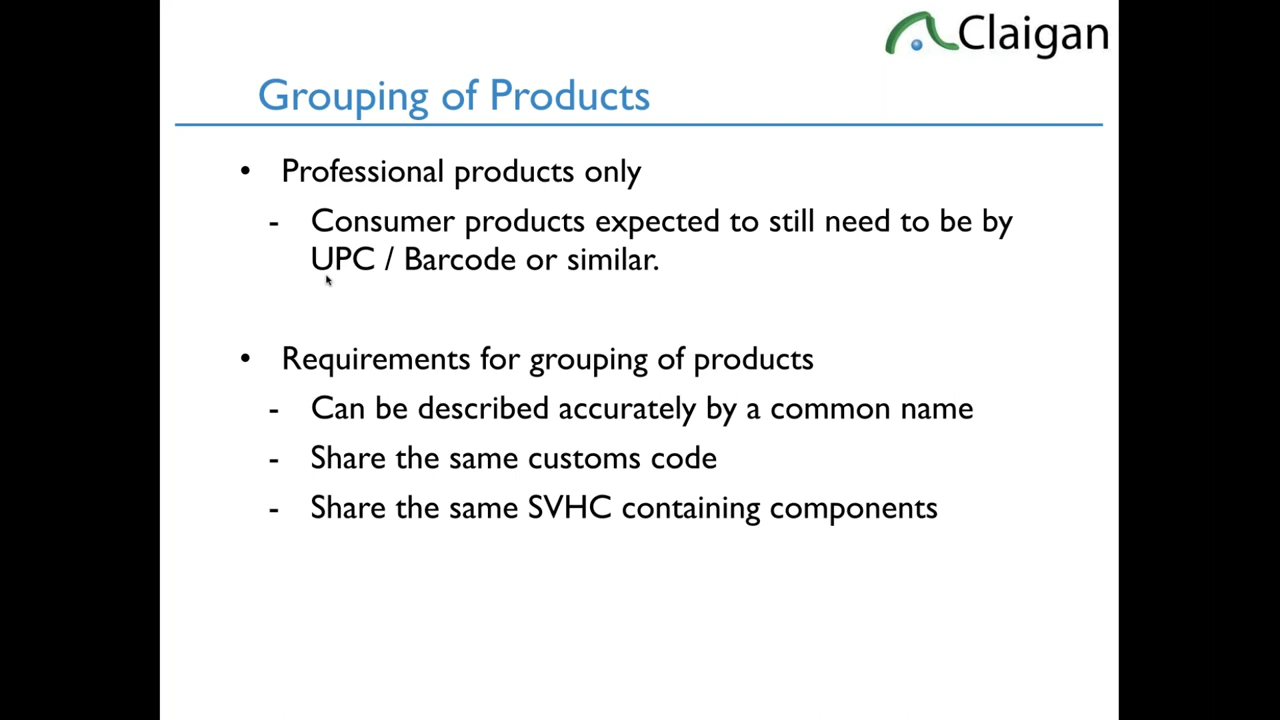 Claigan
Grouping of Products
• Professional products only
- Consumer products expected to still need to be by
UPC / Barcode or similar.
• Requirements for grouping of products
- Can be described accurately by a common name
- Share the same customs code
- Share the same SVHC containing components